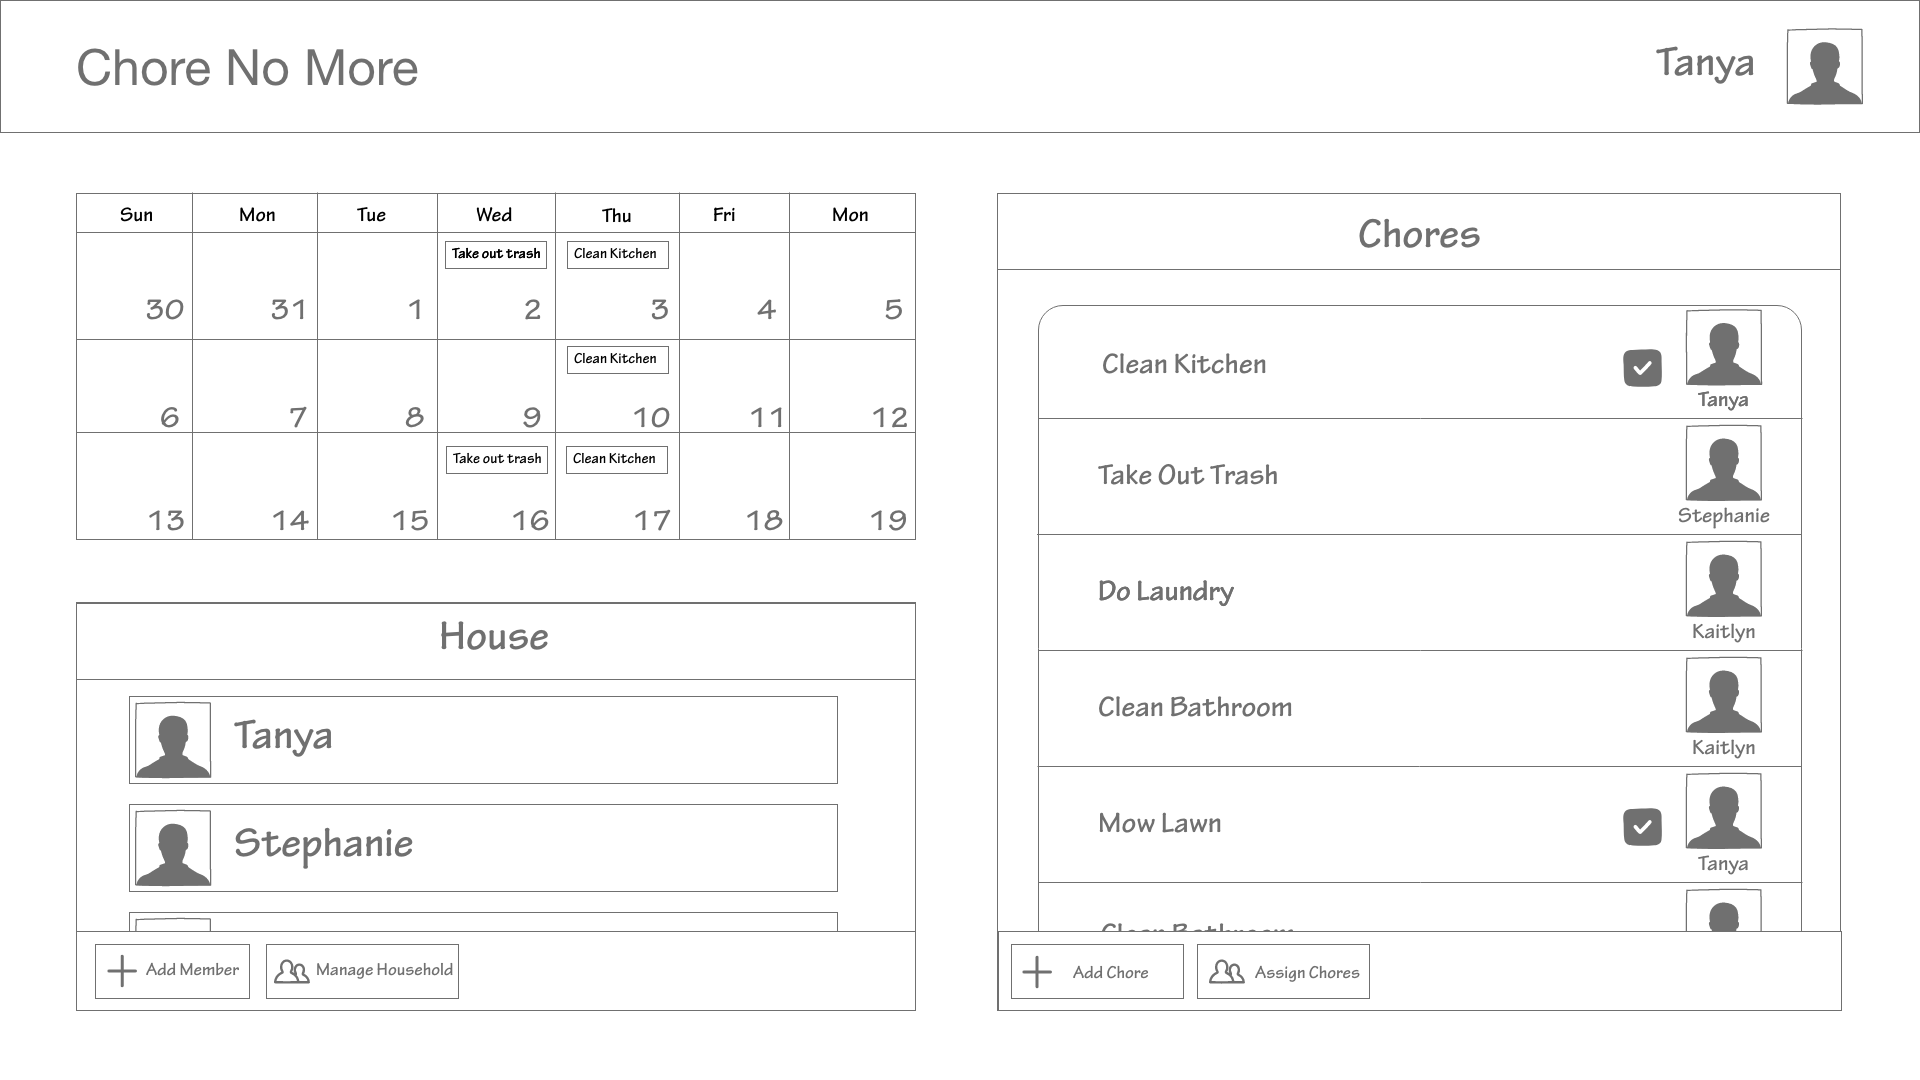 Chore No More
Tanya
Sun Mon Tue Wed Thu Fri Mon
Take out trash Clean Kitchen
30 31 1 2 3 4 5
Clean Kitchen
6 7 8 9 10 11 12
Take out trash Clean Kitchen
13 14 15 16 17 18 19
House
Tanya
Stephanie
Add Member Manage Household
Chores
Clean Kitchen
Tanya
Take Out Trash
Stephanie
Do Laundry
Kaitlyn
Clean Bathroom
Kaitlyn
Mow Lawn
Tanya
Clean Bathroom
Add Chore Assign Chores